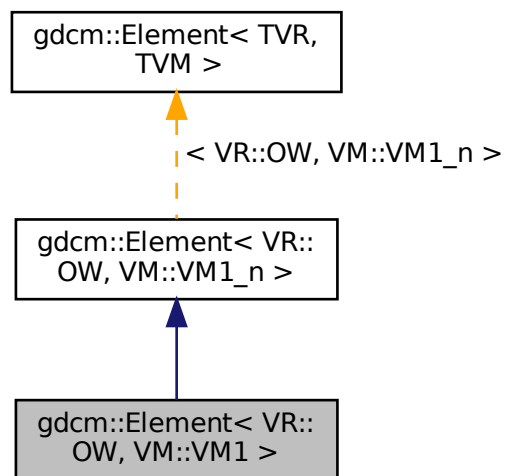 gdcm::Element< TVR,
TVM >
< VR::OW, VM::VM1_n >
gdcm::Element< VR::
OW, VM::VM1_n >
gdcm::Element< VR::
OW, VM::VM1 >